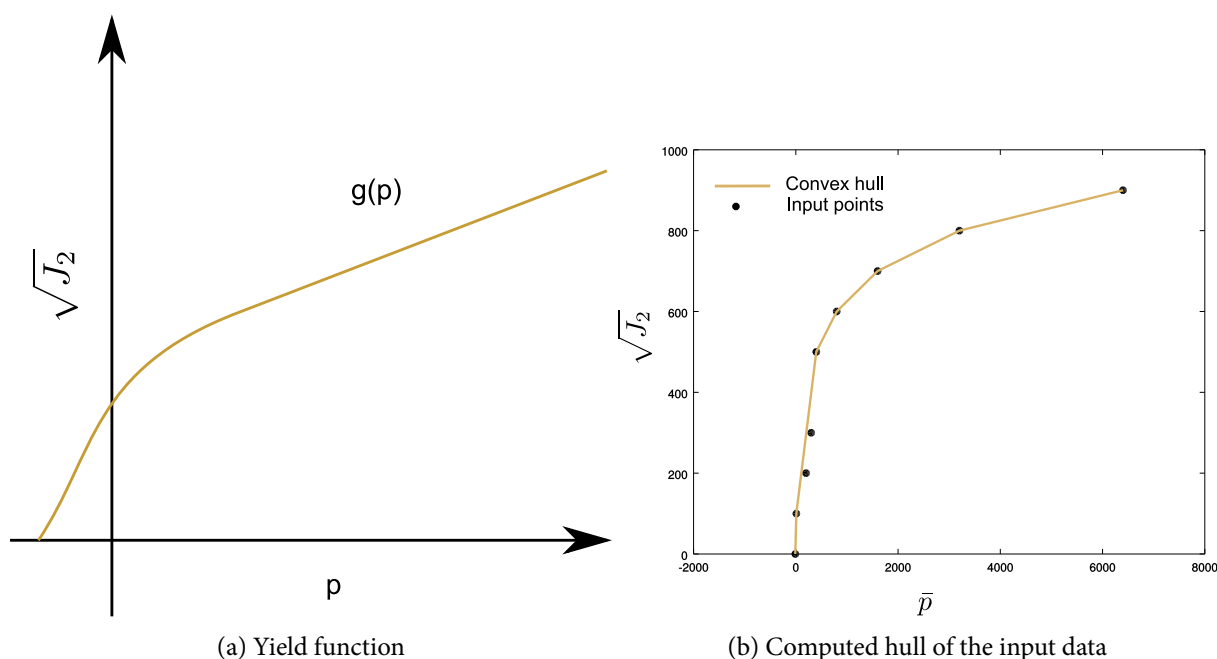 g(p)
√J₂
p
(a) Yield function
1000
800
600
400
200
0
-2000
0
2000
4000
6000
8000
Convex hull
Input points
√J₂
p̄
(b) Computed hull of the input data